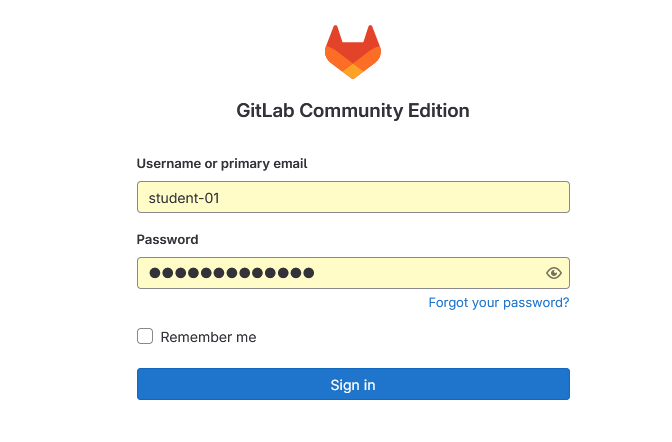 GitLab Community Edition
Username or primary email
student-01
Password
●●●●●●●●●●●●●
Forgot your password?
Remember me
Sign in